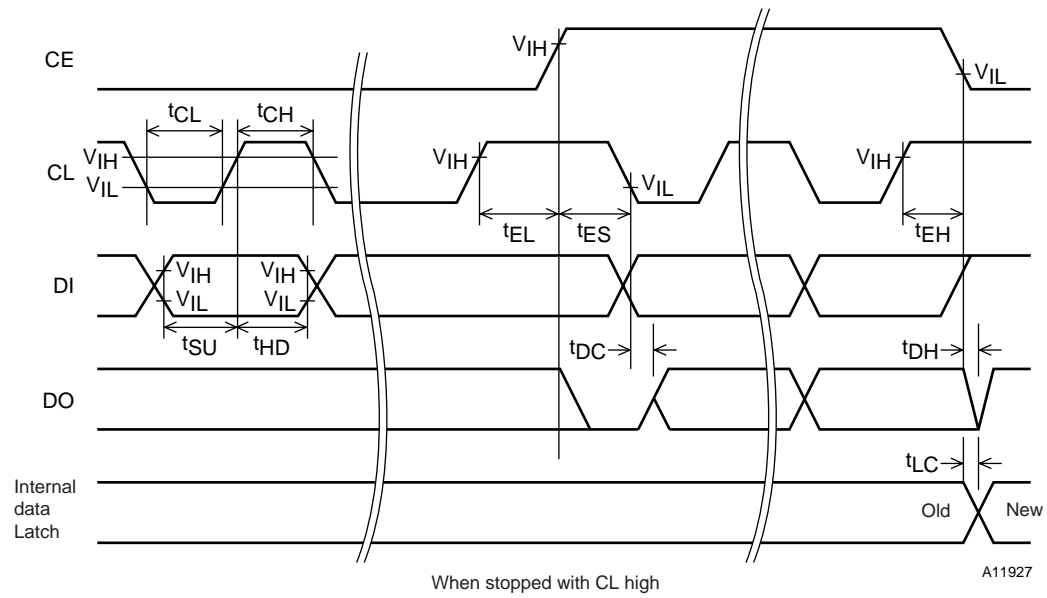 CE
VIH
VIL
tCL
tCH
CL
VIH
VIL
VIH
VIL
VIH
tEL
tES
tEH
DI
VIH
VIL
VIH
VIL
tSU
tHD
tDC
tDH
DO
tLC
Internal
data
Latch
Old
New
When stopped with CL high
A11927